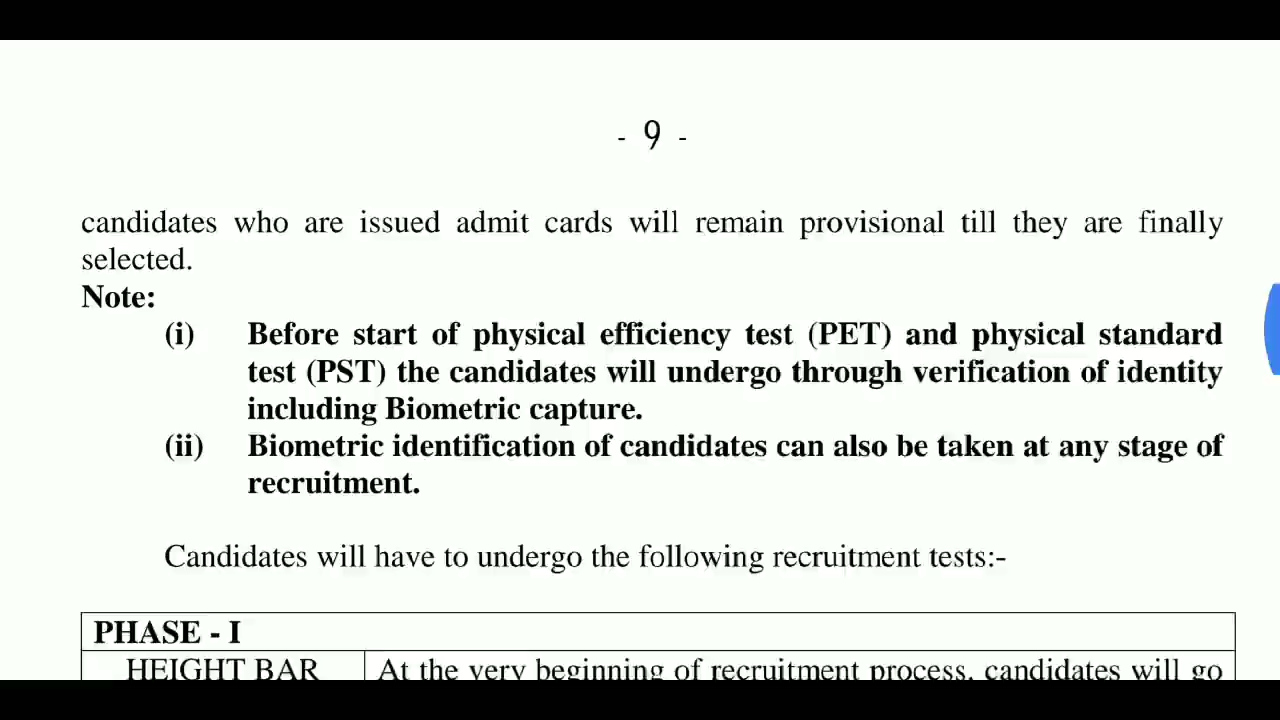 - 9 -
candidates who are issued admit cards will remain provisional till they are finally
selected.
Note:
(i) Before start of physical efficiency test (PET) and physical standard
test (PST) the candidates will undergo through verification of identity
including Biometric capture.
(ii) Biometric identification of candidates can also be taken at any stage of
recruitment.
Candidates will have to undergo the following recruitment tests:-
PHASE - I
HEIGHT BAR At the very beginning of recruitment process, candidates will go